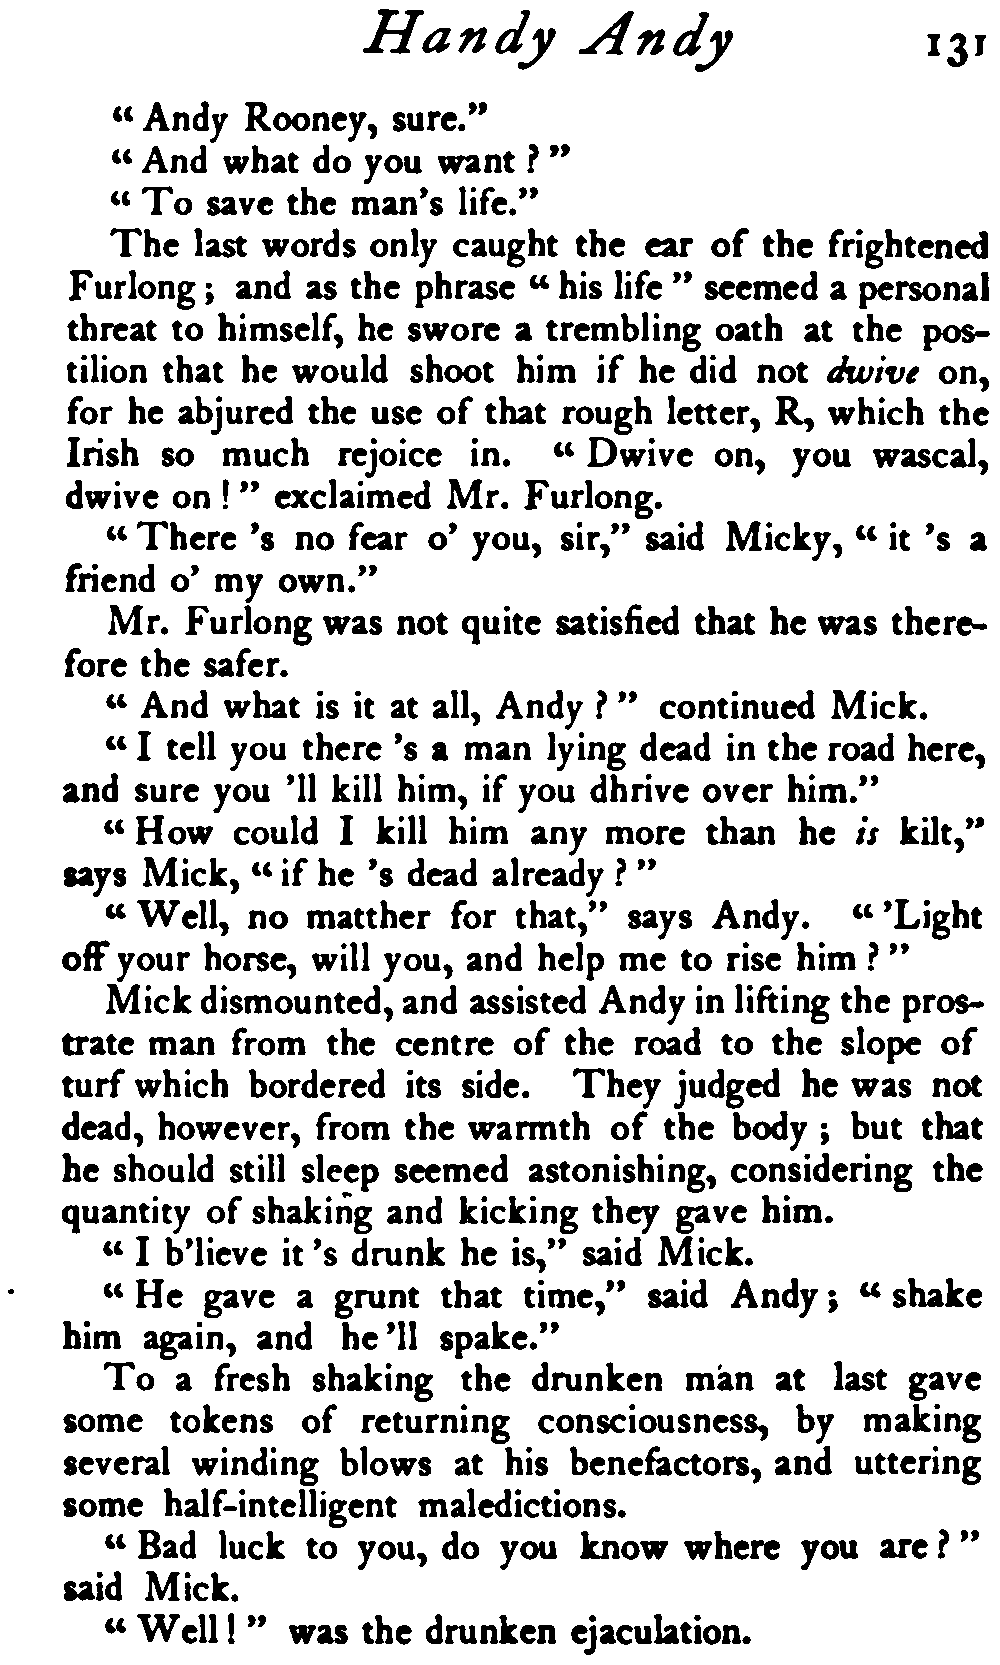 Handy Andy 131
"Andy Rooney, sure."
"And what do you want?"
"To save the man's life."
The last words only caught the ear of the frightened
Furlong; and as the phrase "his life" seemed a personal
threat to himself, he swore a trembling oath at the pos-
tilion that he would shoot him if he did not dwive on,
for he abjured the use of that rough letter, R, which the
Irish so much rejoice in. "Dwive on, you wascal,
dwive on!" exclaimed Mr. Furlong.
"There 's no fear o' you, sir," said Micky, "it 's a
friend o' my own."
Mr. Furlong was not quite satisfied that he was there-
fore the safer.
"And what is it at all, Andy?" continued Mick.
"I tell you there 's a man lying dead in the road here,
and sure you 'll kill him, if you dhrive over him."
"How could I kill him any more than he is kilt,"
says Mick, "if he 's dead already?"
"Well, no matther for that," says Andy. "'Light
off your horse, will you, and help me to rise him?"
Mick dismounted, and assisted Andy in lifting the pros-
trate man from the centre of the road to the slope of
turf which bordered its side. They judged he was not
dead, however, from the warmth of the body; but that
he should still sleep seemed astonishing, considering the
quantity of shaking and kicking they gave him.
"I b'lieve it 's drunk he is," said Mick.
"He gave a grunt that time," said Andy; "shake
him again, and he 'll spake."
To a fresh shaking the drunken man at last gave
some tokens of returning consciousness, by making
several winding blows at his benefactors, and uttering
some half-intelligent maledictions.
"Bad luck to you, do you know where you are?"
said Mick.
"Well!" was the drunken ejaculation.